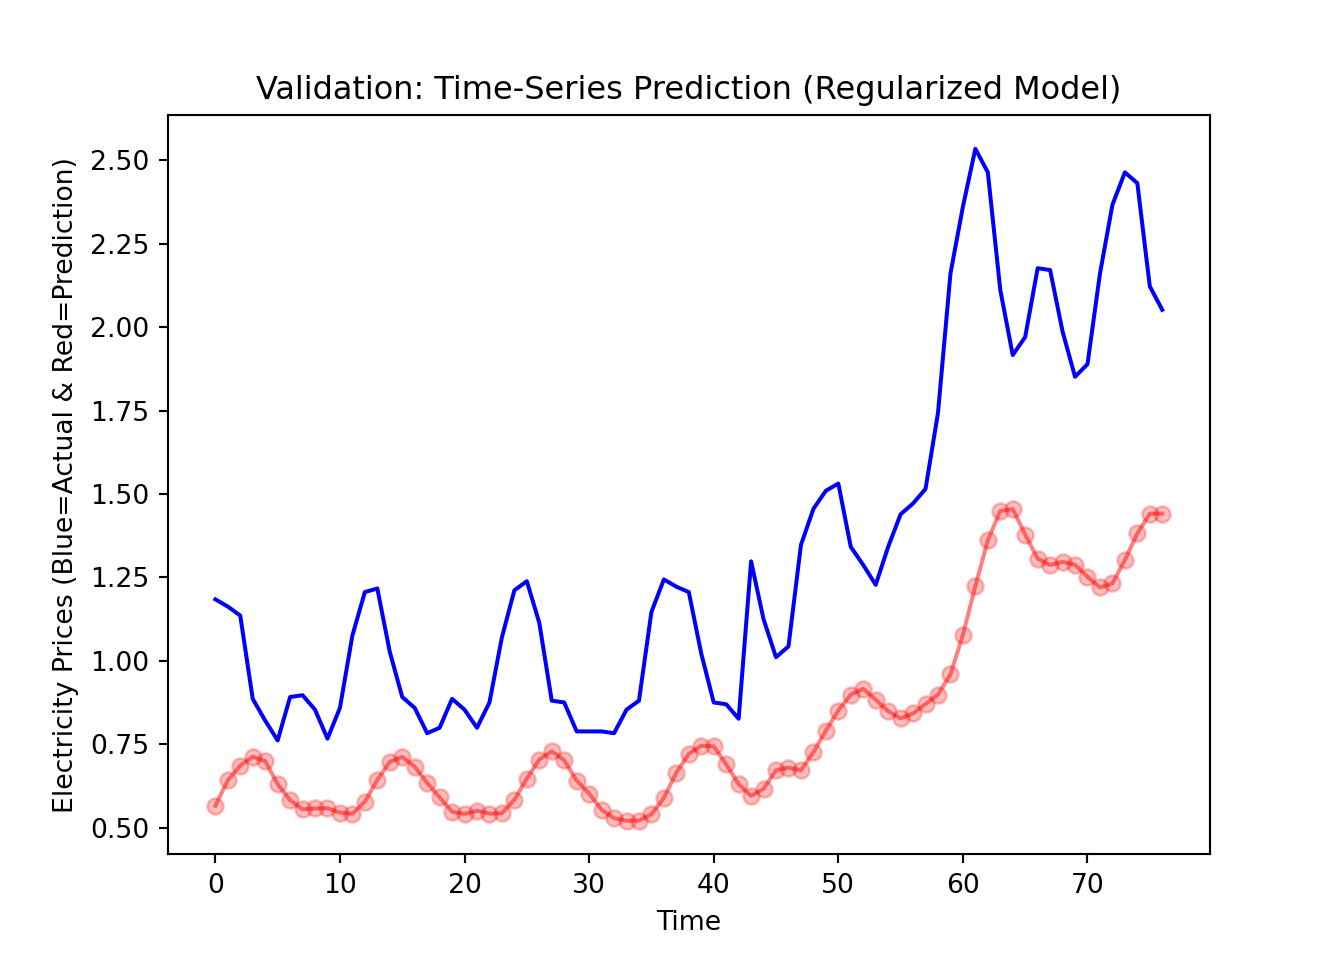 Validation: Time-Series Prediction (Regularized Model)
Electricity Prices (Blue=Actual & Red=Prediction)
2.50
2.25
2.00
1.75
1.50
1.25
1.00
0.75
0.50
0 10 20 30 40 50 60 70
Time